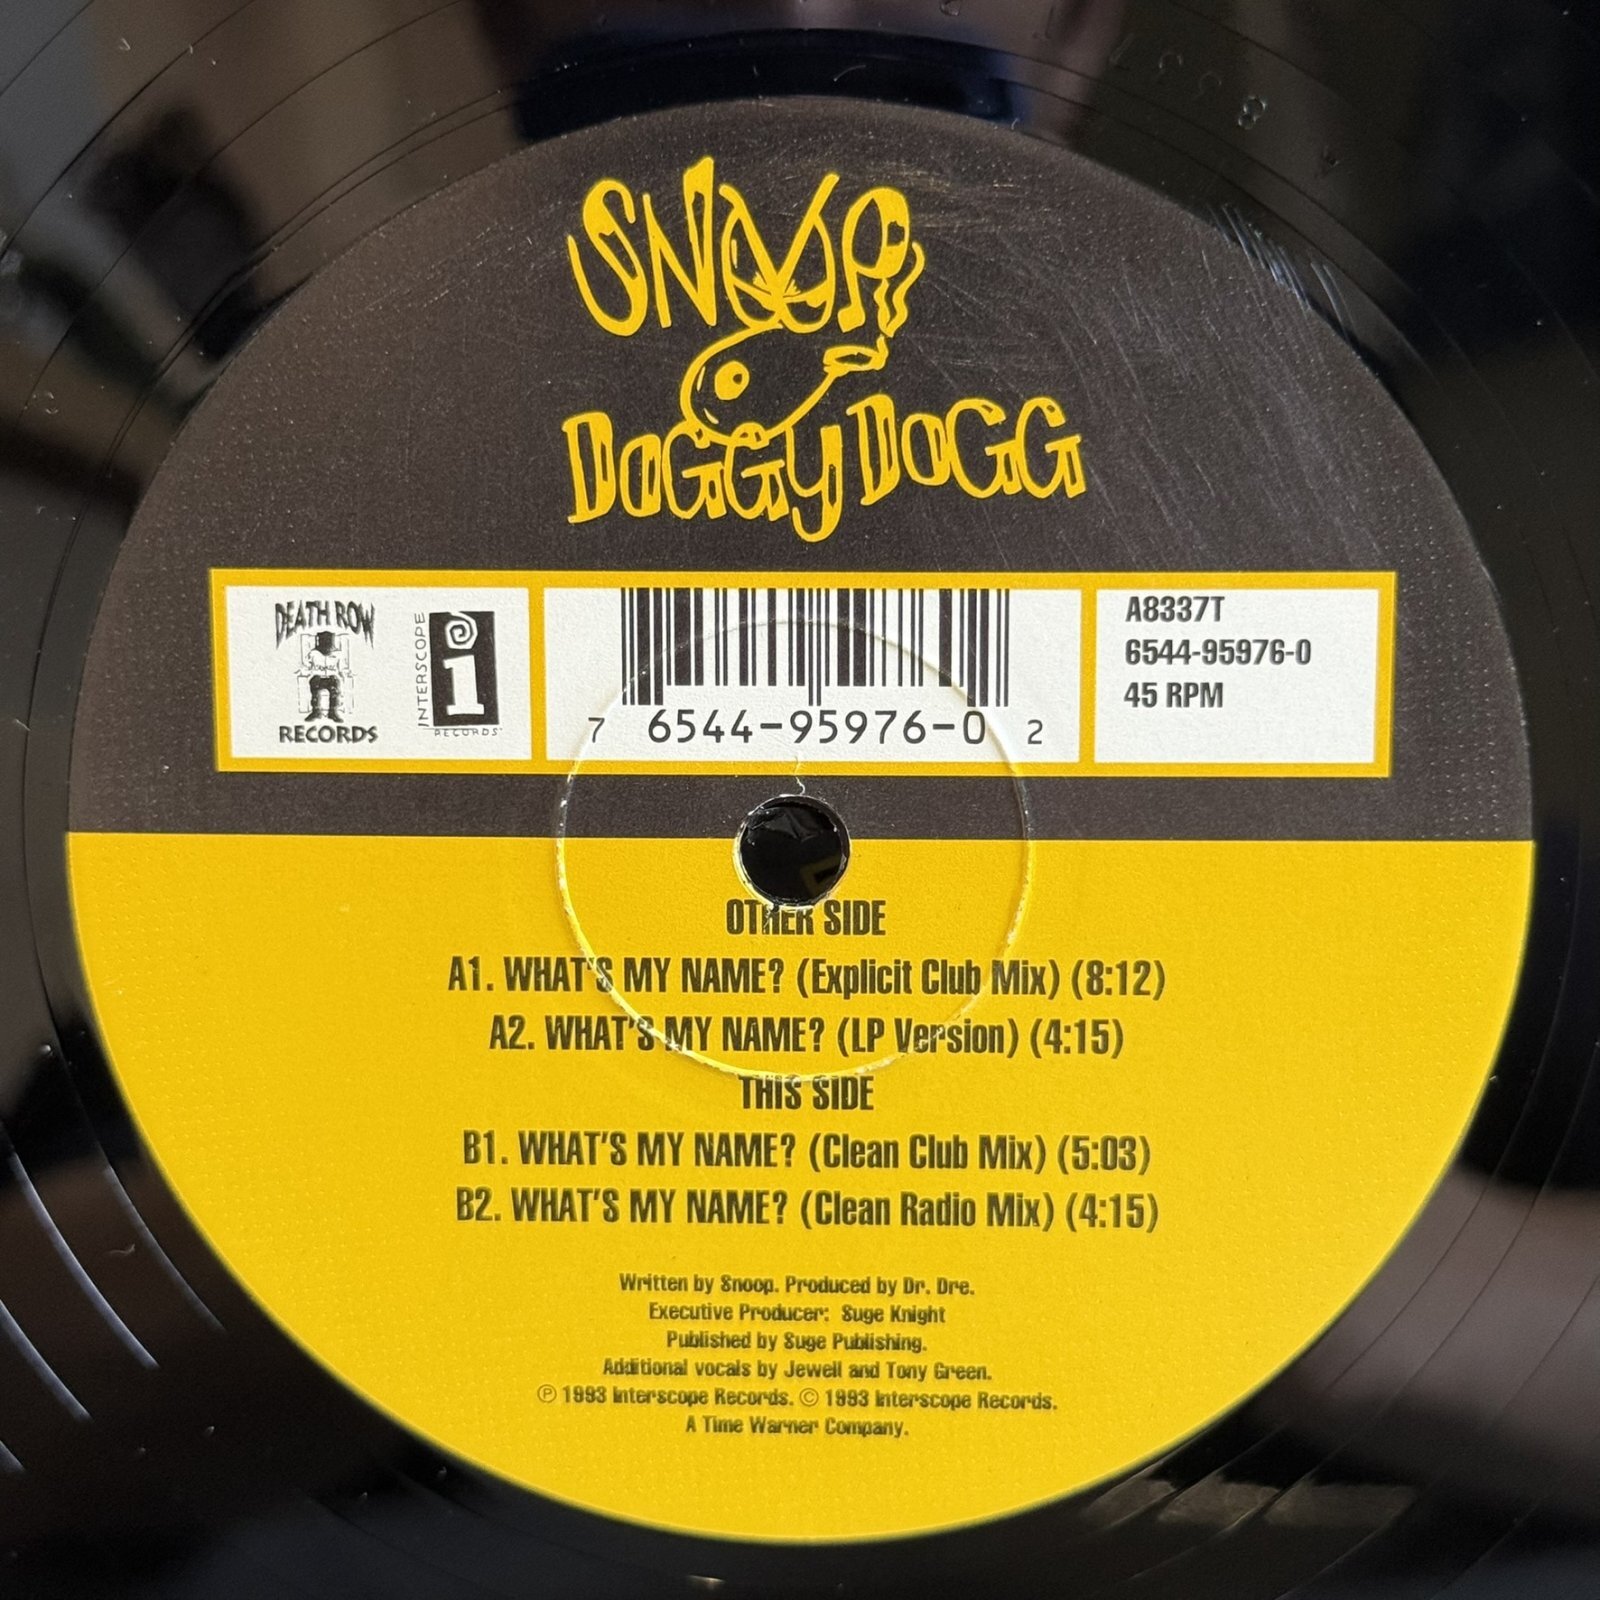 SNOOP
DOGGY DOGG
DEATH ROW
RECORDS
INTERSCOPE
i
RECORDS
7 6544-95976-0 2
A8337T
6544-95976-0
45 RPM
OTHER SIDE
A1. WHAT'S MY NAME? (Explicit Club Mix) (8:12)
A2. WHAT'S MY NAME? (LP Version) (4:15)
THIS SIDE
B1. WHAT'S MY NAME? (Clean Club Mix) (5:03)
B2. WHAT'S MY NAME? (Clean Radio Mix) (4:15)
Written by Snoop. Produced by Dr. Dre.
Executive Producer: Suge Knight
Published by Suge Publishing.
Additional vocals by Jewell and Tony Green.
℗ 1993 Interscope Records. © 1993 Interscope Records.
A Time Warner Company.